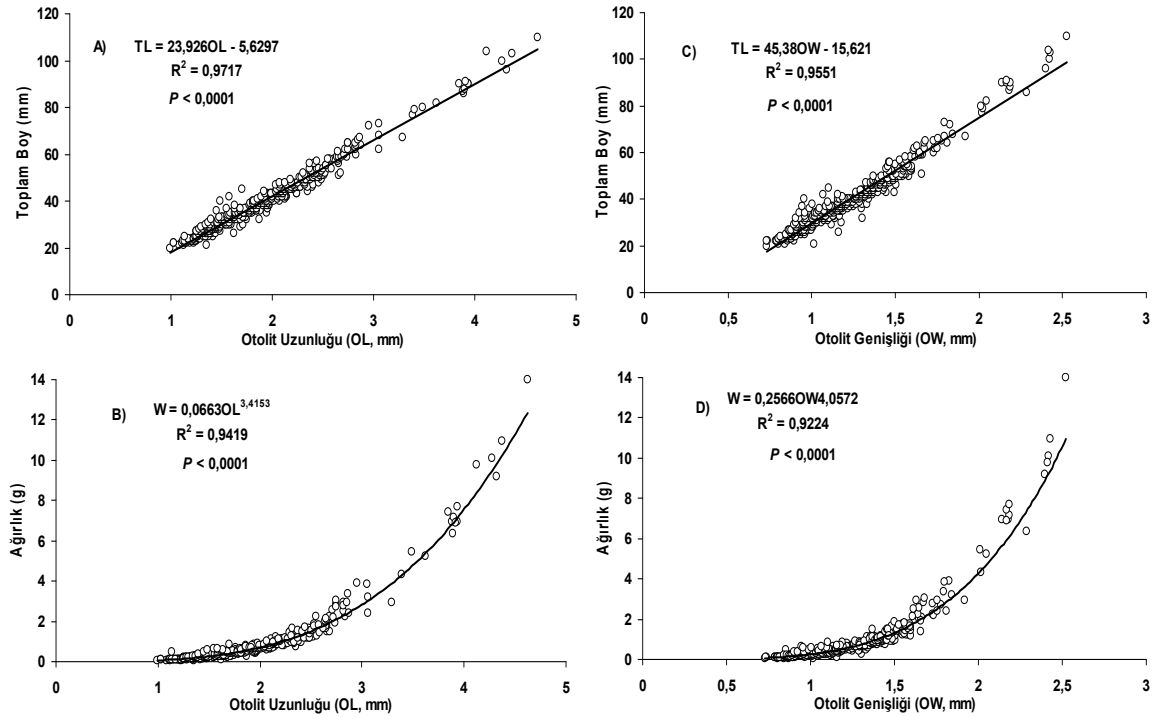 A)
TL = 23,926OL - 5,6297
R² = 0,9717
P < 0,0001
Toplam Boy (mm)
120
100
80
60
40
20
0
0 1 2 3 4 5
Otolit Uzunluğu (OL, mm)
C)
TL = 45,38OW - 15,621
R² = 0,9551
P < 0,0001
Toplam Boy (mm)
120
100
80
60
40
20
0
0 0,5 1 1,5 2 2,5 3
Otolit Genişliği (OW, mm)
B)
W = 0,0663OL³,⁴¹⁵³
R² = 0,9419
P < 0,0001
Ağırlık (g)
14
12
10
8
6
4
2
0
0 1 2 3 4 5
Otolit Uzunluğu (OL, mm)
D)
W = 0,2566OW4,0572
R² = 0,9224
P < 0,0001
Ağırlık (g)
14
12
10
8
6
4
2
0
0,0 0,5 1,0 1,5 2,0 2,5 3,0
Otolit Genişliği (OW, mm)